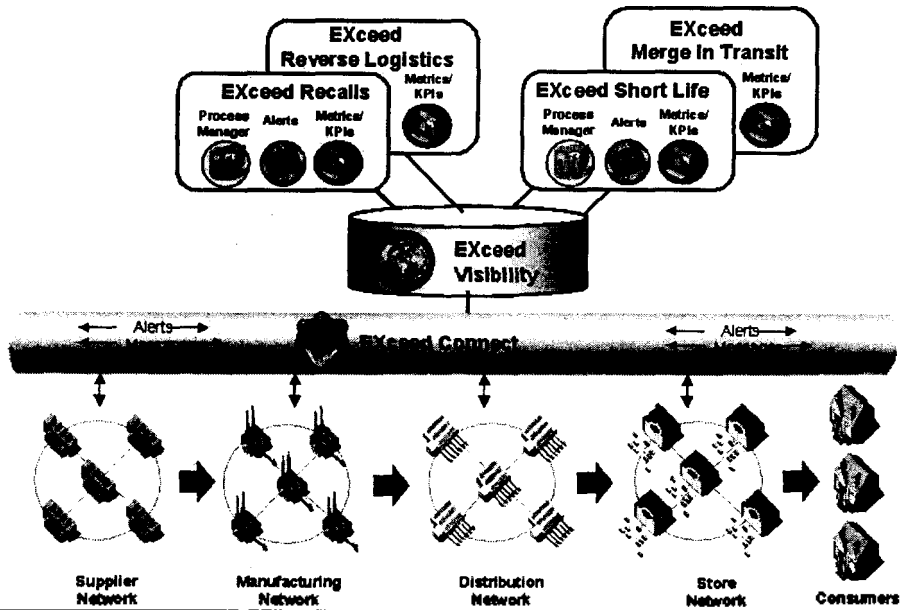 EXceed
Reverse Logistics
Metrics/
KPIs
EXceed
Merge In Transit
Metrics/
KPIs
EXceed Recalls
Process
Manager
Alerts
Metrics/
KPIs
EXceed Short Life
Process
Manager
Alerts
Metrics/
KPIs
EXceed
Visibility
Alerts
EXceed Connect
Alerts
Supplier
Network
Manufacturing
Network
Distribution
Network
Store
Network
Consumers